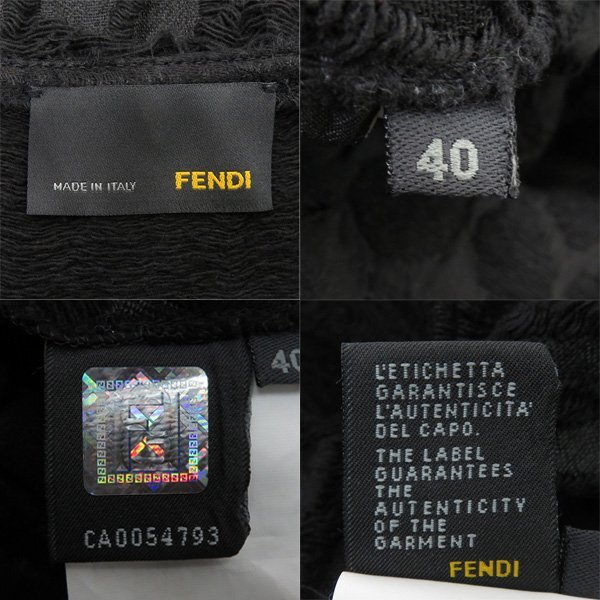 MADE IN ITALY FENDI
40
40
CA0054793
L'ETICHETTA
GARANTISCE
L'AUTENTICITA'
DEL CAPO.
THE LABEL
GUARANTEES
THE
AUTENTICITY
OF THE
GARMENT
FENDI